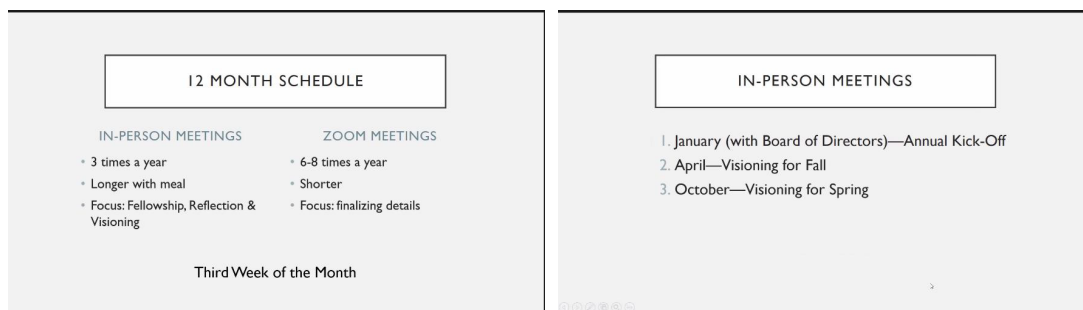 12 MONTH SCHEDULE
IN-PERSON MEETINGS
• 3 times a year
• Longer with meal
• Focus: Fellowship, Reflection &
Visioning
ZOOM MEETINGS
• 6-8 times a year
• Shorter
• Focus: finalizing details
Third Week of the Month
IN-PERSON MEETINGS
1. January (with Board of Directors)—Annual Kick-Off
2. April—Visioning for Fall
3. October—Visioning for Spring